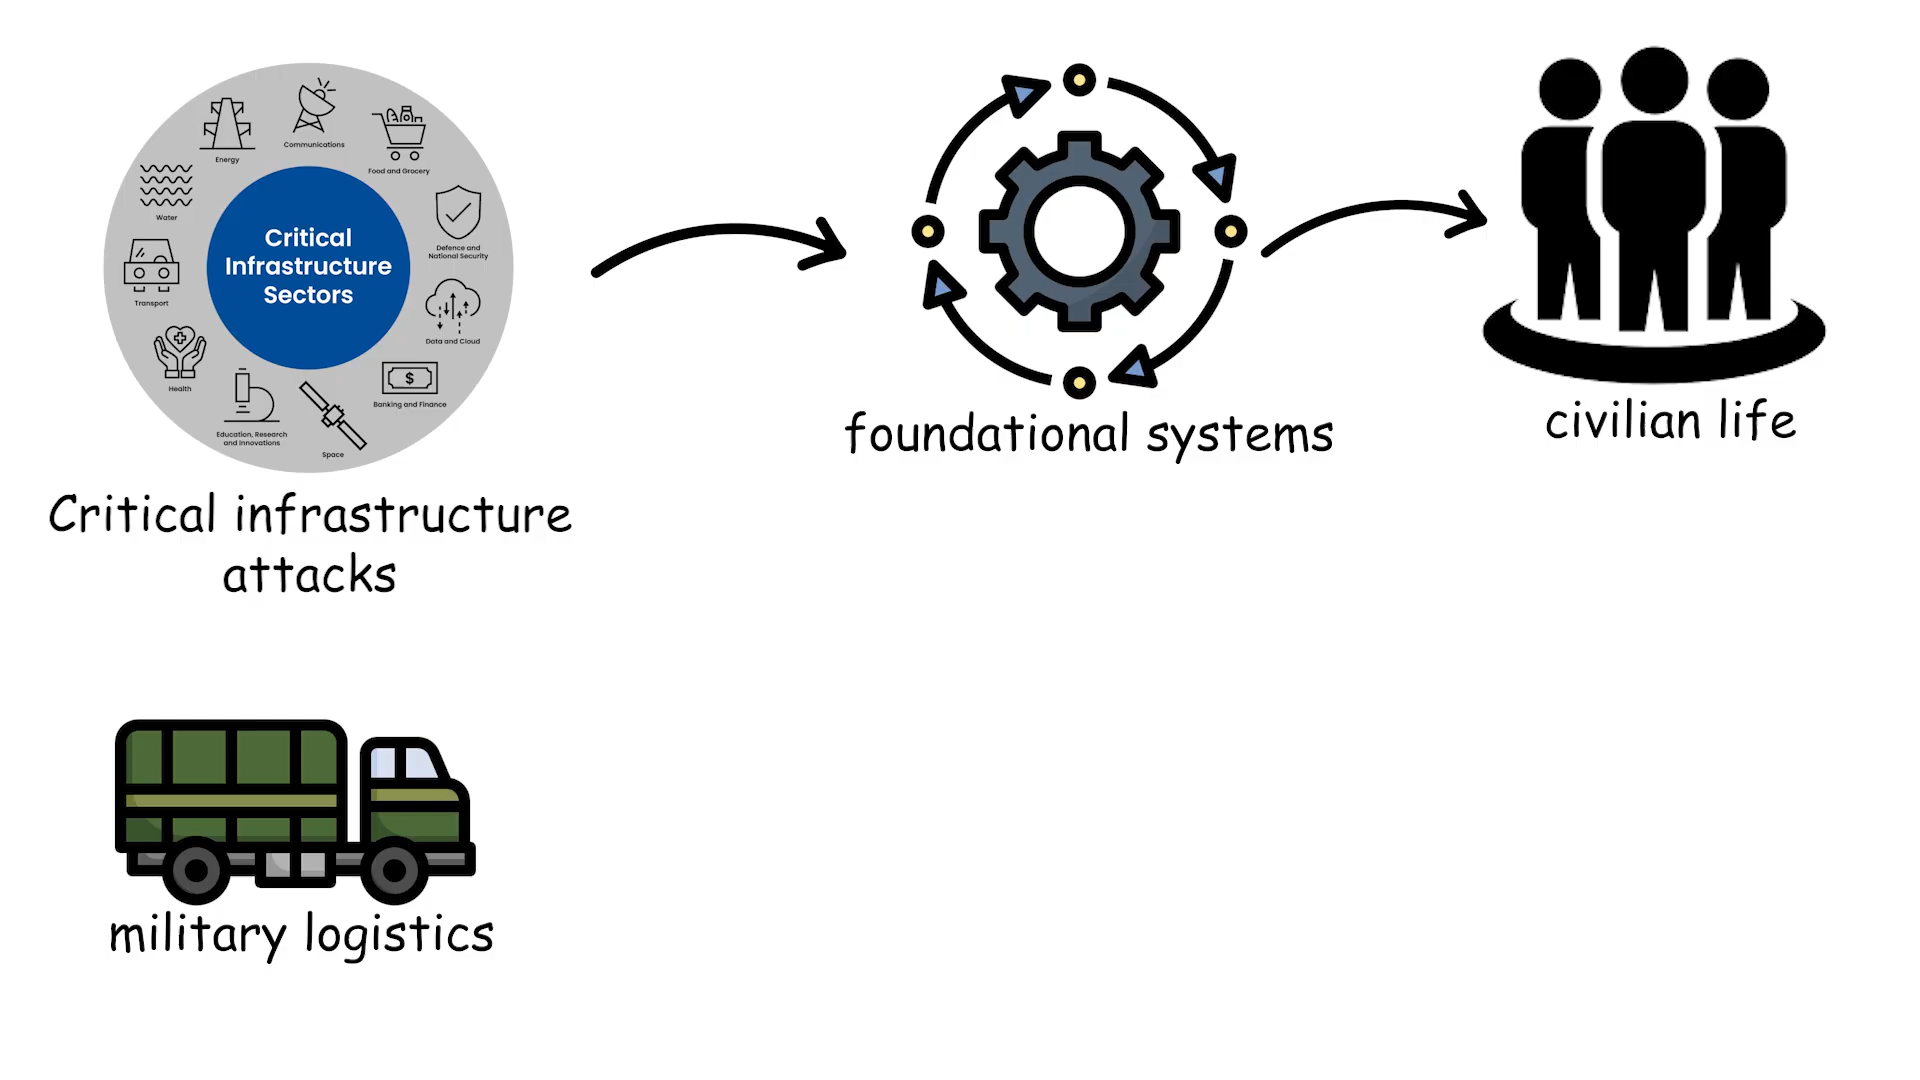 Communications
Energy
Food and Grocery
Water
Critical
Infrastructure
Sectors
Defence and
National Security
Transport
Data and Cloud
Health
Banking and Finance
$
Education, Research
and Innovations
Space
Critical infrastructure
attacks
foundational systems
civilian life
military logistics